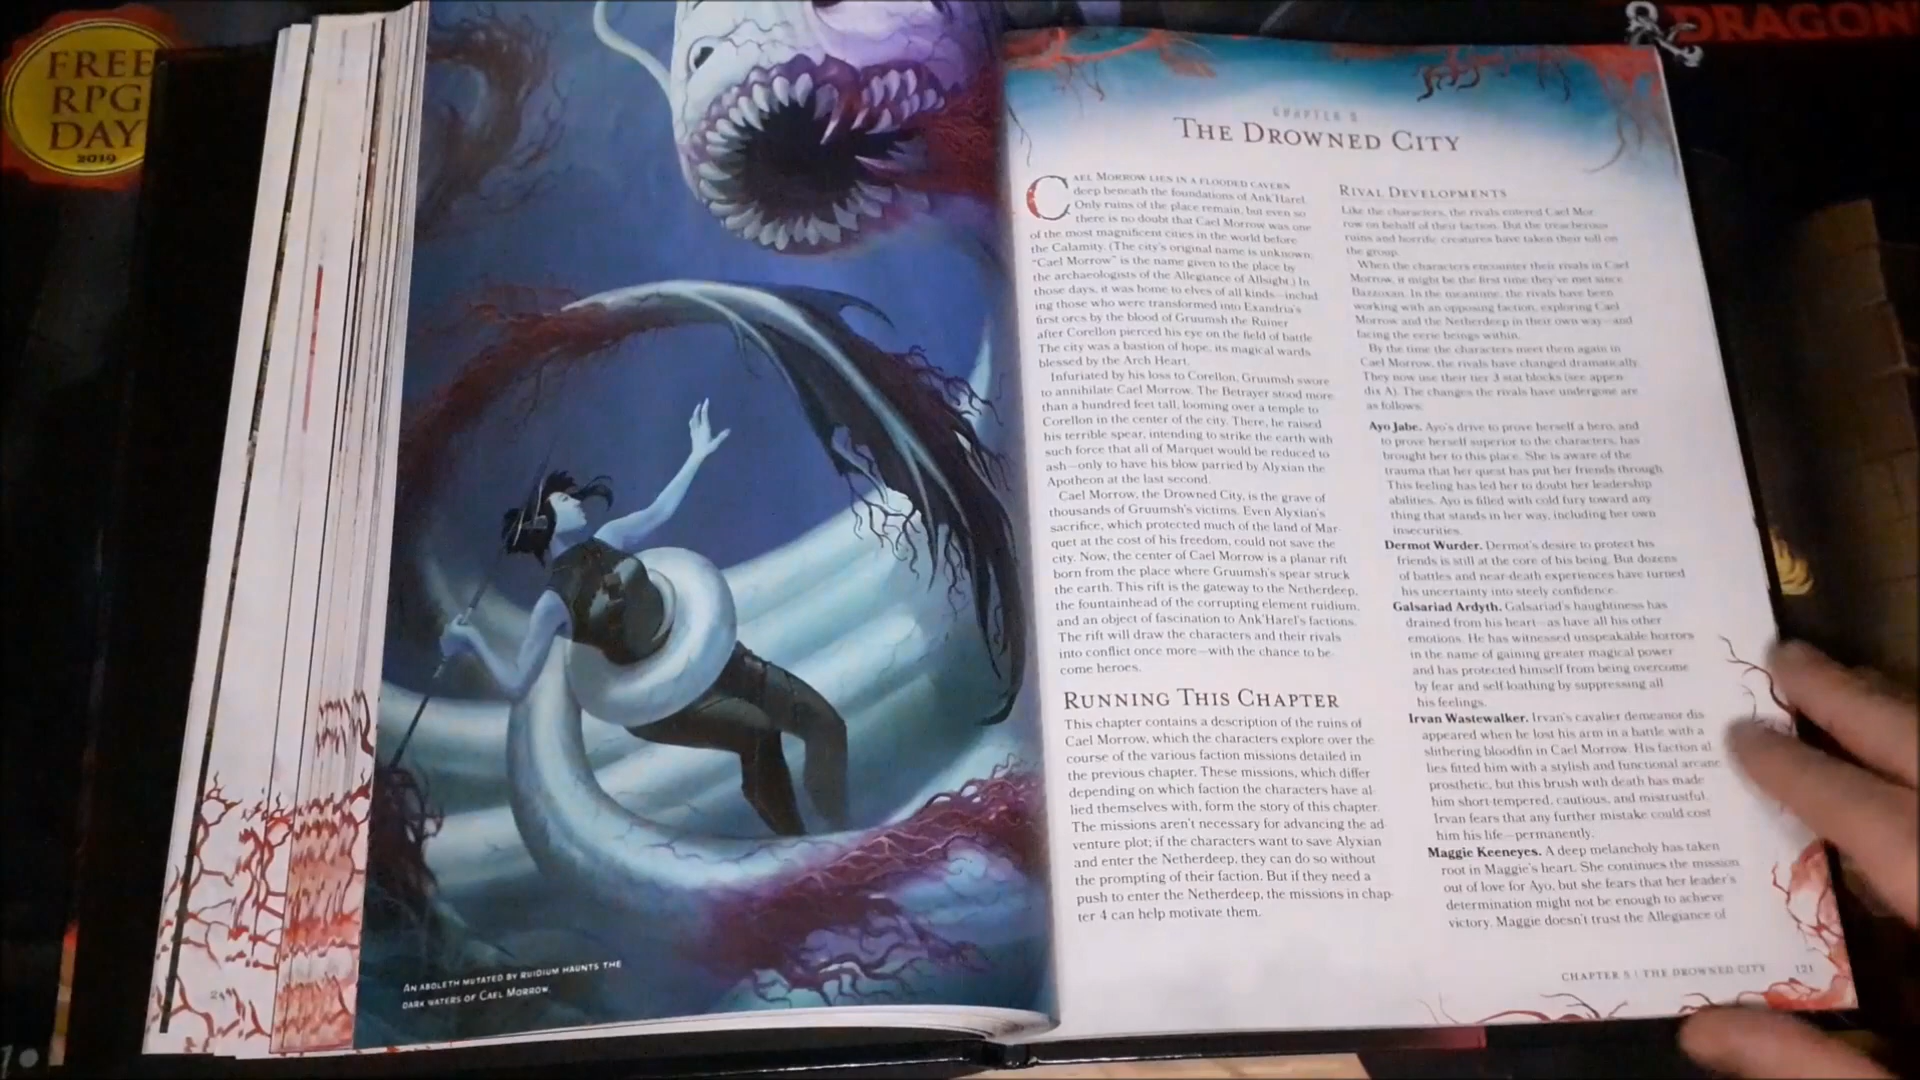 FREE
RPG
DAY
2019
DRAGON
AN ABOLETH MUTATED BY RUIDIUM HAUNTS THE
DARK WATERS OF CAEL MORROW.
CHAPTER 5
THE DROWNED CITY
CAEL MORROW LIES IN A FLOODED CAVERN
deep beneath the foundations of Ank'Harel.
Only ruins of the place remain, but even so
there is no doubt that Cael Morrow was one
of the most magnificent cities in the world before
the Calamity. (The city's original name is unknown;
"Cael Morrow" is the name given to the place by
the archaeologists of the Allegiance of Allsight.) In
those days, it was home to elves of all kinds—includ
ing those who were transformed into Exandria's
first orcs by the blood of Gruumsh the Ruiner
after Corellon pierced his eye on the field of battle.
The city was a bastion of hope, its magical wards
blessed by the Arch Heart.
Infuriated by his loss to Corellon, Gruumsh swore
to annihilate Cael Morrow. The Betrayer stood more
than a hundred feet tall, looming over a temple to
Corellon in the center of the city. There, he raised
his terrible spear, intending to strike the earth with
such force that all of Marquet would be reduced to
ash—only to have his blow parried by Alyxian the
Apotheon at the last second.
Cael Morrow, the Drowned City, is the grave of
thousands of Gruumsh's victims. Even Alyxian's
sacrifice, which protected much of the land of Mar
quet at the cost of his freedom, could not save the
city. Now, the center of Cael Morrow is a planar rift
born from the place where Gruumsh's spear struck
the earth. This rift is the gateway to the Netherdeep,
the fountainhead of the corrupting element ruidium,
and an object of fascination to Ank'Harel's factions.
The rift will draw the characters and their rivals
into conflict once more—with the chance to be-
come heroes.
RUNNING THIS CHAPTER
This chapter contains a description of the ruins of
Cael Morrow, which the characters explore over the
course of the various faction missions detailed in
the previous chapter. These missions, which differ
depending on which faction the characters have al
lied themselves with, form the story of this chapter.
The missions aren't necessary for advancing the ad
venture plot; if the characters want to save Alyxian
and enter the Netherdeep, they can do so without
the prompting of their faction. But if they need a
push to enter the Netherdeep, the missions in chap-
ter 4 can help motivate them.
RIVAL DEVELOPMENTS
Like the characters, the rivals entered Cael Mor
row on behalf of their faction. But the treacherous
ruins and horrific creatures have taken their toll on
the group.
When the characters encounter their rivals in Cael
Morrow, it might be the first time they've met since
Bazzoxan. In the meantime, the rivals have been
working with an opposing faction, exploring Cael
Morrow and the Netherdeep in their own way—and
facing the eerie beings within.
By the time the characters meet them again in
Cael Morrow, the rivals have changed dramatically.
They now use their tier 3 stat blocks (see appen
dix A). The changes the rivals have undergone are
as follows:
Ayo Jabe. Ayo's drive to prove herself a hero, and
to prove herself superior to the characters, has
brought her to this place. She is aware of the
trauma that her quest has put her friends through.
This feeling has led her to doubt her leadership
abilities. Ayo is filled with cold fury toward any
thing that stands in her way, including her own
insecurities.
Dermot Wurder. Dermot's desire to protect his
friends is still at the core of his being. But dozens
of battles and near-death experiences have turned
his uncertainty into steely confidence.
Galsariad Ardyth. Galsariad's haughtiness has
drained from his heart—as have all his other
emotions. He has witnessed unspeakable horrors
in the name of gaining greater magical power
and has protected himself from being overcome
by fear and self-loathing by suppressing all
his feelings.
Irvan Wastewalker. Irvan's cavalier demeanor dis
appeared when he lost his arm in a battle with a
slithering bloodfin in Cael Morrow. His faction al
lies fitted him with a stylish and functional arcane
prosthetic, but this brush with death has made
him short-tempered, cautious, and mistrustful.
Irvan fears that any further mistake could cost
him his life—permanently.
Maggie Keeneyes. A deep melancholy has taken
root in Maggie's heart. She continues the mission
out of love for Ayo, but she fears that her leader's
determination might not be enough to achieve
victory. Maggie doesn't trust the Allegiance of
CHAPTER 5 | THE DROWNED CITY 121